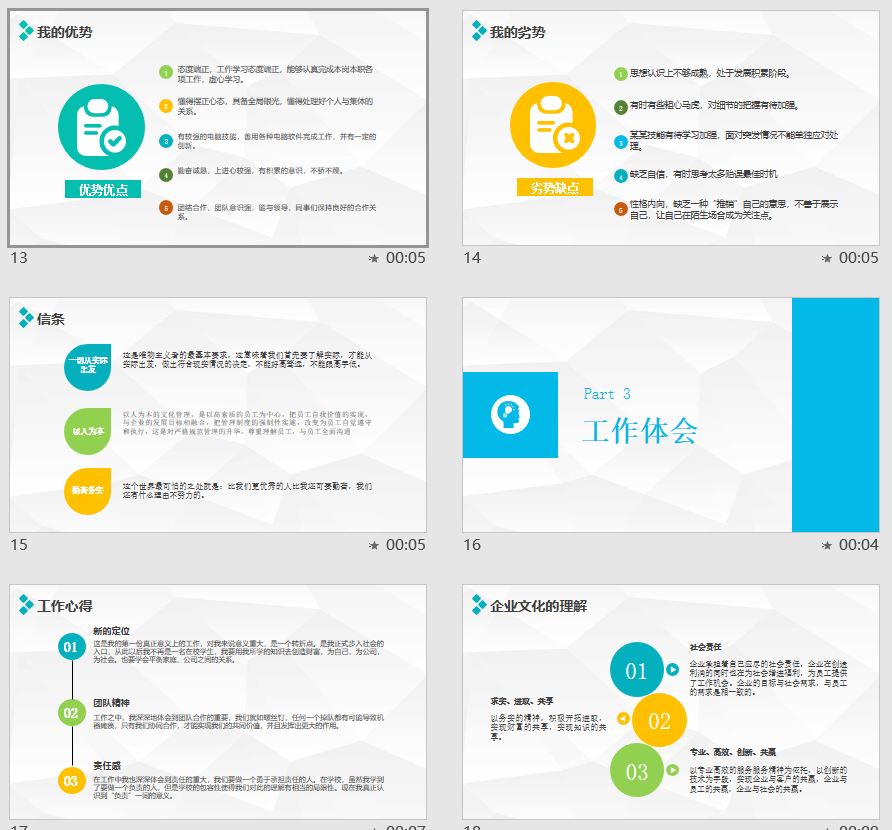 我的优势
1
态度端正，工作学习态度端正，能够认真完成本岗本职各
项工作，虚心学习。
2
懂得摆正心态，具备全局眼光，懂得处理好个人与集体的
关系。
3
有较强的电脑技能，善用各种电脑软件完成工作，并有一定的
创新。
4
勤奋诚恳，上进心较强，有积累的意识，不骄不躁。
5
团结合作，团队意识强，能与领导，同事们保持良好的合作关
系。
优势优点
13
00:05
我的劣势
1
思想认识上不够成熟，处于发展积累阶段。
2
有时有些粗心马虎，对细节的把握有待加强。
3
某某技能有待学习加强，面对突发情况不能单独应对处
理。
4
缺乏自信，有时思考太多贻误最佳时机
5
性格内向，缺乏一种“推销”自己的意愿，不善于展示
自己，让自己在陌生场合成为关注点。
劣势缺点
14
00:05
信条
一切从实际
出发
这是唯物主义者的最基本要求，这意味着我们首先要了解实际，才能从
实际出发，做出符合现实情况的决定，不能好高骛远，不能眼高手低。
以人为本
以人为本的文化管理，是以高素质的员工为中心，把员工自我价值的实现，
与企业的发展目标相融合，把管理制度的强制性实施，改变为员工自觉遵守
和执行，这是对严格规范管理的升华，尊重理解员工，与员工全面沟通
勤奋务实
这个世界最可怕的之处就是：比我们更优秀的人比我还可要勤奋，我们
还有什么理由不努力的。
15
00:05
Part 3
工作体会
16
00:04
工作心得
01
新的定位
这是我的第一份真正意义上的工作，对我来说意义重大，是一个转折点。是我正式步入社会的
入口，从此以后我不再是一名在校学生，我要用我所学的知识去创造财富，为自己，为公司，
为社会。也要学会平衡家庭，公司之间的关系。
02
团队精神
工作之中，我深深地体会到团队合作的重要，我们就如螺丝钉，任何一个掉队都有可能导致机
器瘫痪，只有我们协同合作，才能实现我们的共同价值，并且发挥出更大的作用。
03
责任感
在工作中我也深深体会到责任的重大，我们要做一个勇于承担责任的人。在学校，虽然我学到
了要做一个负责的人，但是学校的包容性使得我们对此的理解有相当的局限性。现在我真正认
识到“负责”一词的意义。
17
00:07
企业文化的理解
01
社会责任
企业承担着自己应尽的社会责任，企业在创造
利润的同时也在为社会增进福利，为员工提供
了工作机会。企业的目标与社会需求，与员工
的需求是相一致的。
02
求实、进取、共享
以务实的精神，积极开拓进取，
实现财富的共享，实现知识的共
享。
03
专业、高效、创新、共赢
以专业高效的服务服务精神为依托，以创新的
技术为手段，实现企业与客户的共赢，企业与
员工的共赢，企业与社会的共赢。
18